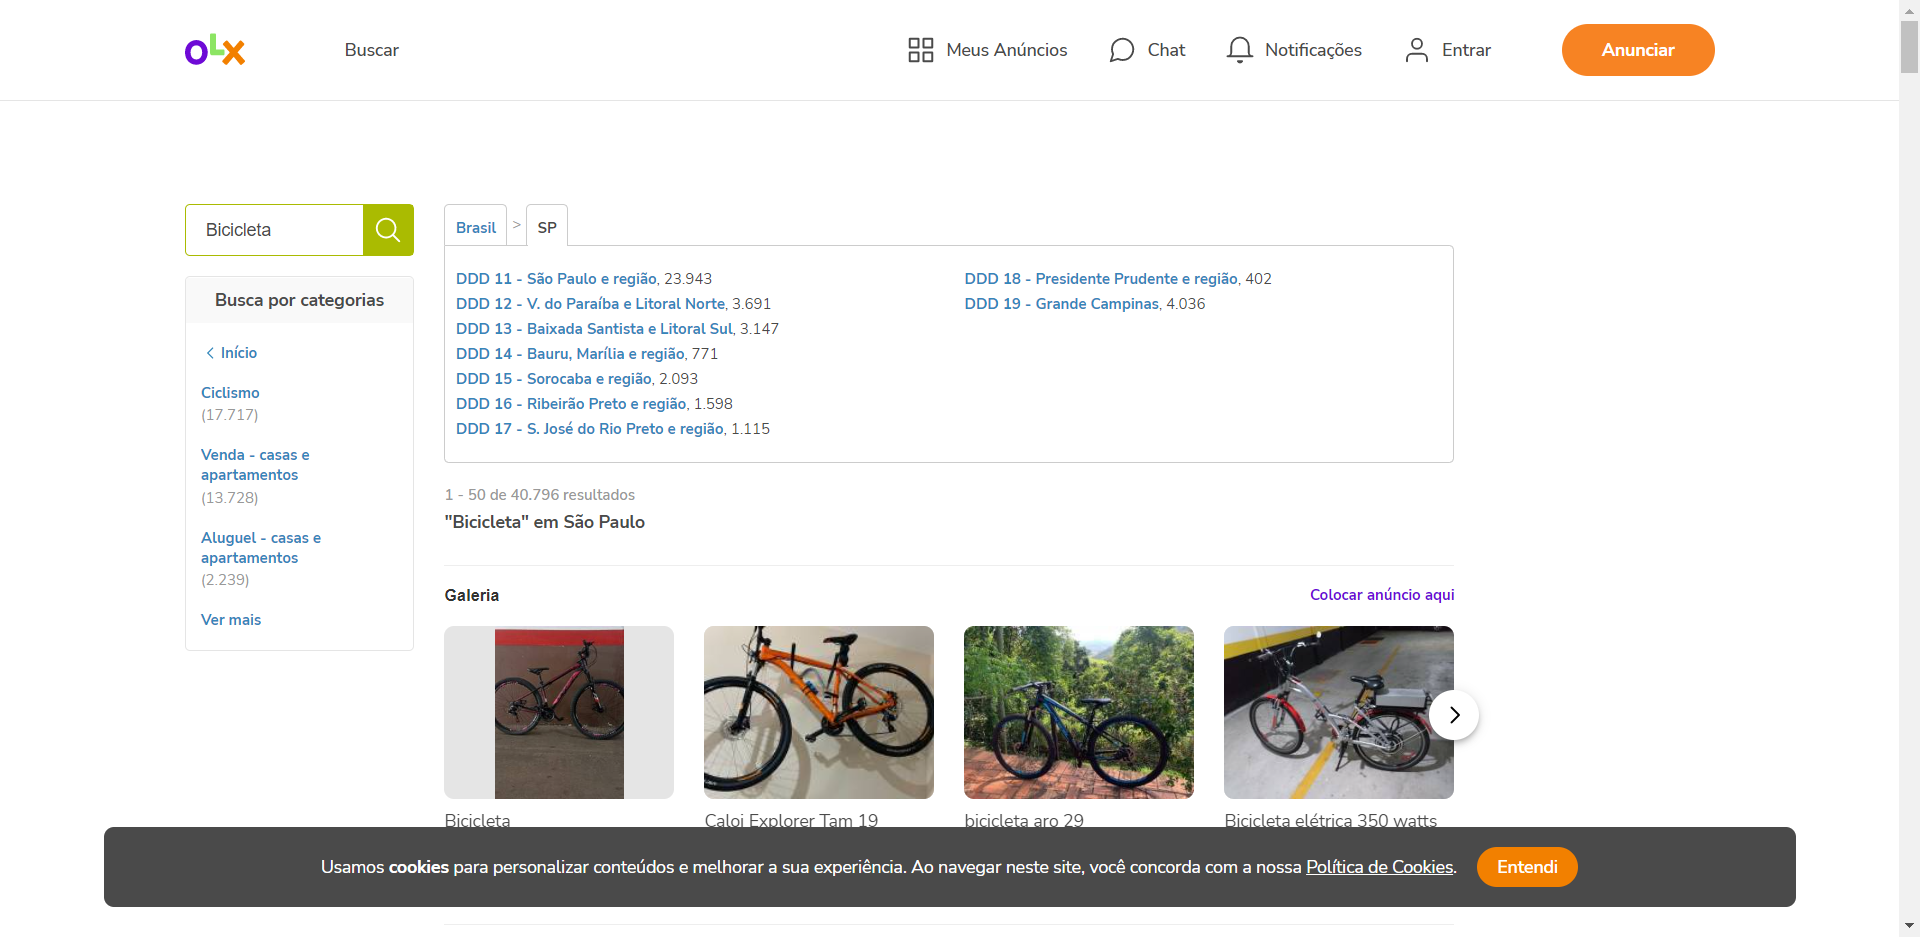 OLX
Buscar
Meus Anúncios
Chat
Notificações
Entrar
Anunciar
Bicicleta
Busca por categorias
Início
Ciclismo
(17.717)
Venda - casas e
apartamentos
(13.728)
Aluguel - casas e
apartamentos
(2.239)
Ver mais
Brasil > SP
DDD 11 - São Paulo e região, 23.943
DDD 12 - V. do Paraíba e Litoral Norte, 3.691
DDD 13 - Baixada Santista e Litoral Sul, 3.147
DDD 14 - Bauru, Marília e região, 771
DDD 15 - Sorocaba e região, 2.093
DDD 16 - Ribeirão Preto e região, 1.598
DDD 17 - S. José do Rio Preto e região, 1.115
DDD 18 - Presidente Prudente e região, 402
DDD 19 - Grande Campinas, 4.036
1 - 50 de 40.796 resultados
"Bicicleta" em São Paulo
Galeria
Colocar anúncio aqui
Bicicleta
Caloi Explorer Tam 19
bicicleta aro 29
Bicicleta elétrica 350 watts
Usamos cookies para personalizar conteúdos e melhorar a sua experiência. Ao navegar neste site, você concorda com a nossa Política de Cookies.
Entendi